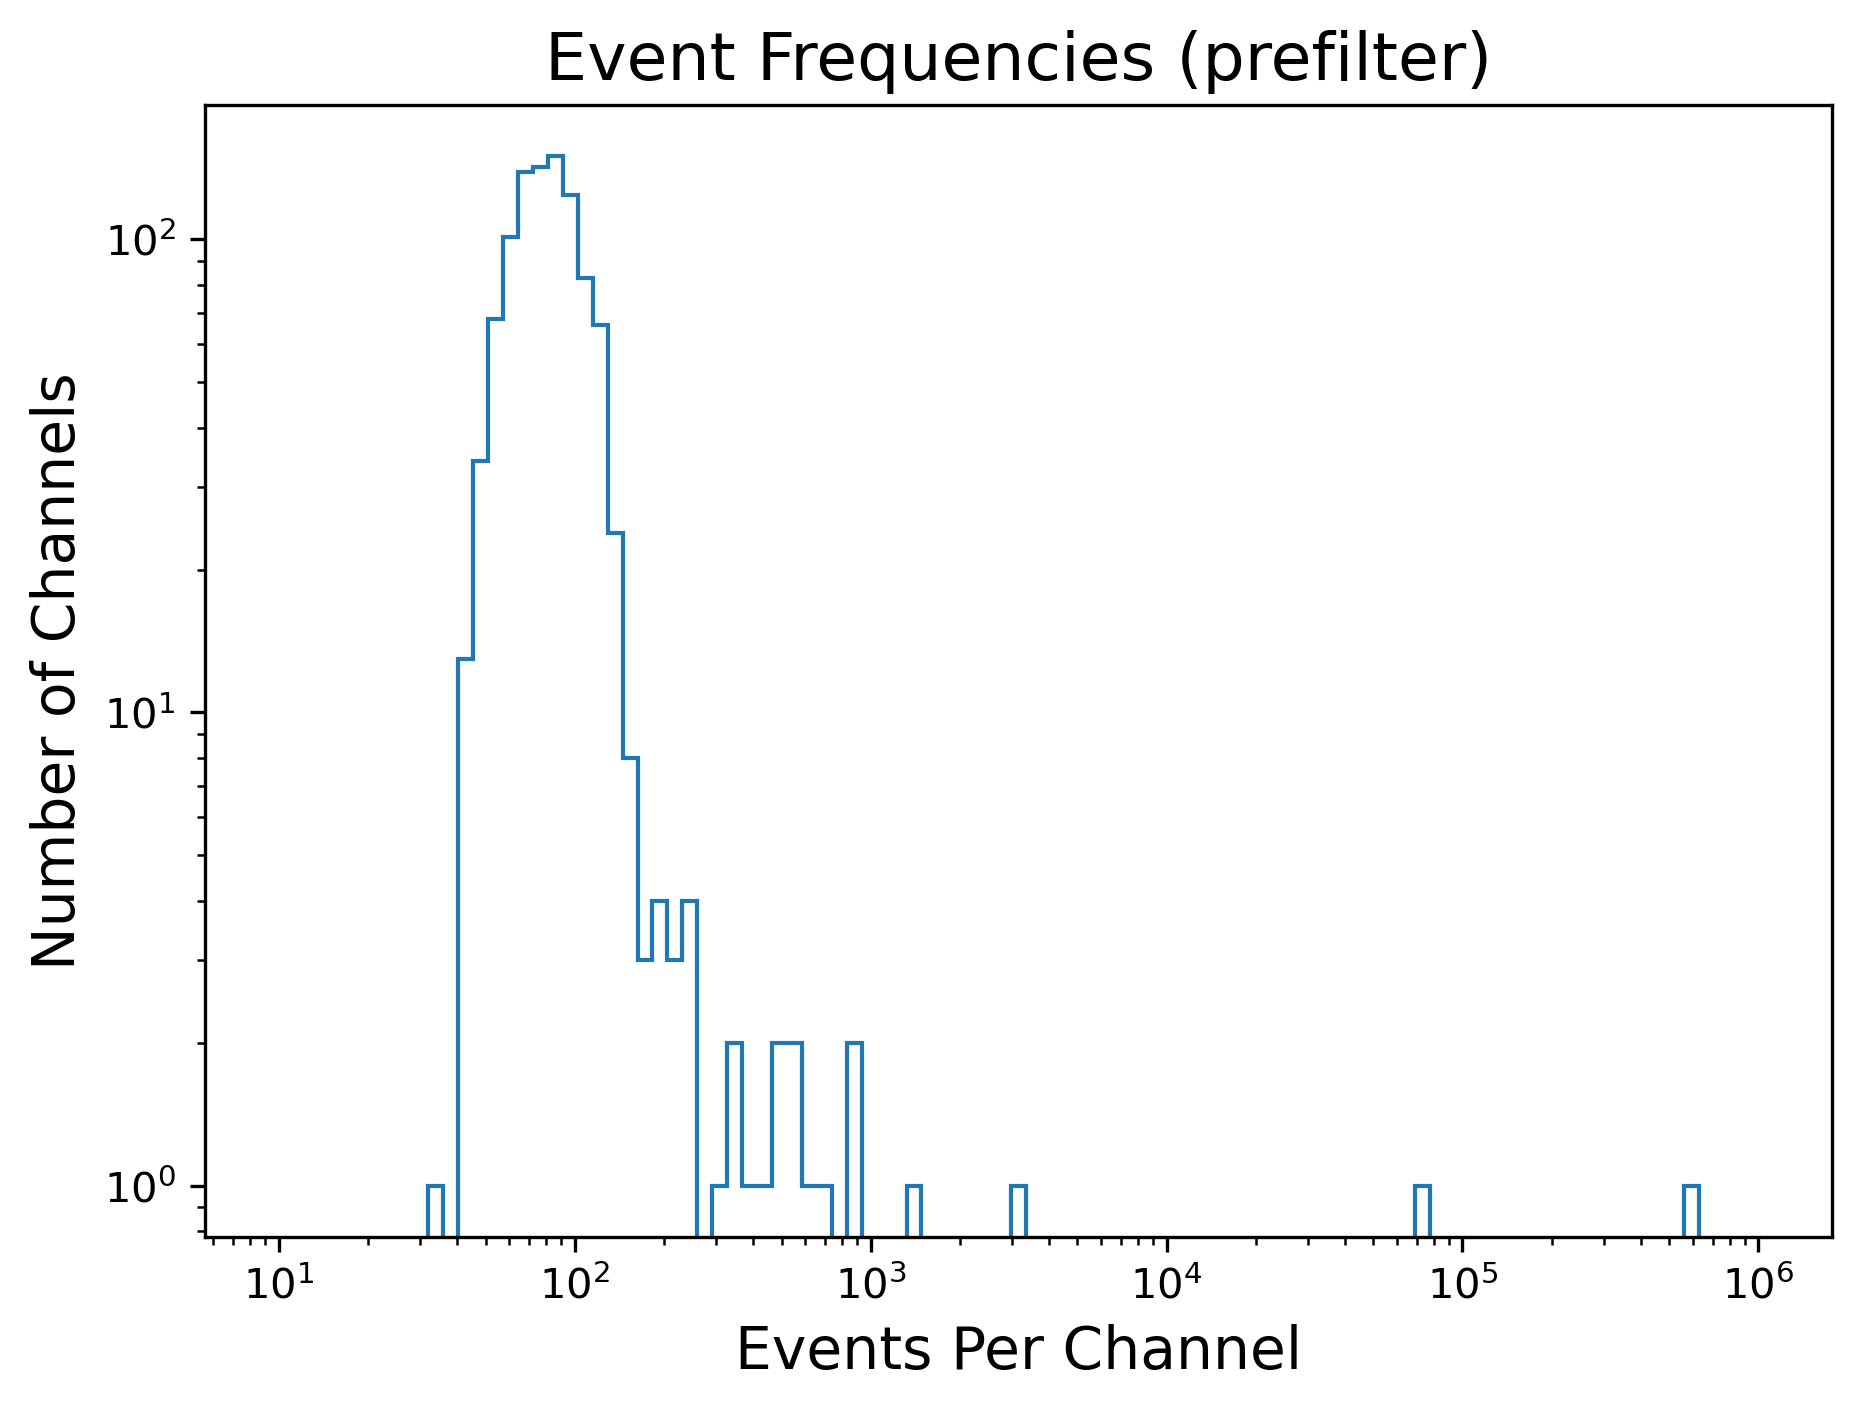 Event Frequencies (prefilter)
Number of Channels
10²
10¹
10⁰
10¹ 10² 10³ 10⁴ 10⁵ 10⁶
Events Per Channel